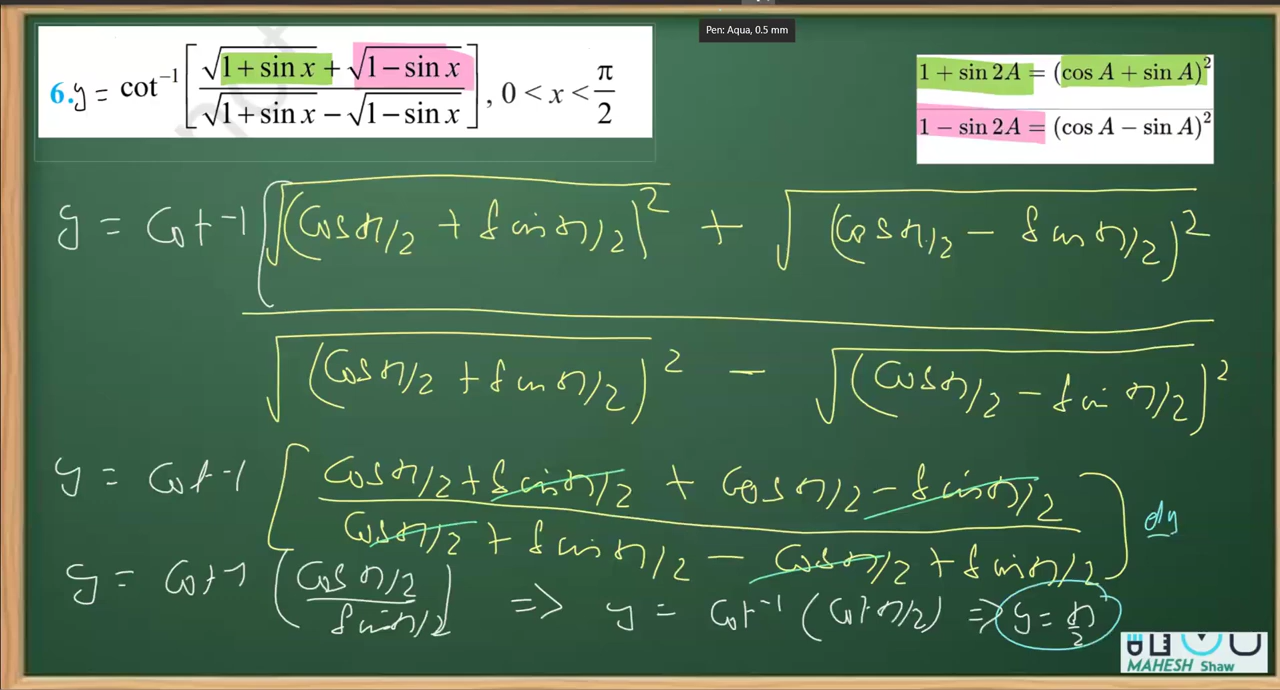 Pen: Aqua, 0.5 mm
6. y = cot⁻¹ [ (√(1 + sin x) + √(1 − sin x)) / (√(1 + sin x) − √(1 − sin x)) ], 0 < x < π/2
1 + sin 2A = (cos A + sin A)²
1 − sin 2A = (cos A − sin A)²
y = Cot⁻¹ ( √(Cos x/2 + Sin x/2)² + √(Cos x/2 − Sin x/2)²
√(Cos x/2 + Sin x/2)² − √(Cos x/2 − Sin x/2)²
y = Cot⁻¹ [ (Cos x/2 + Sin x/2 + Cos x/2 − Sin x/2) / (Cos x/2 + Sin x/2 − Cos x/2 + Sin x/2) ] dy
y = Cot⁻¹ (Cos x/2 / Sin x/2) ⇒ y = Cot⁻¹ (Cot x/2) ⇒ y = x/2
MAHESH Shaw